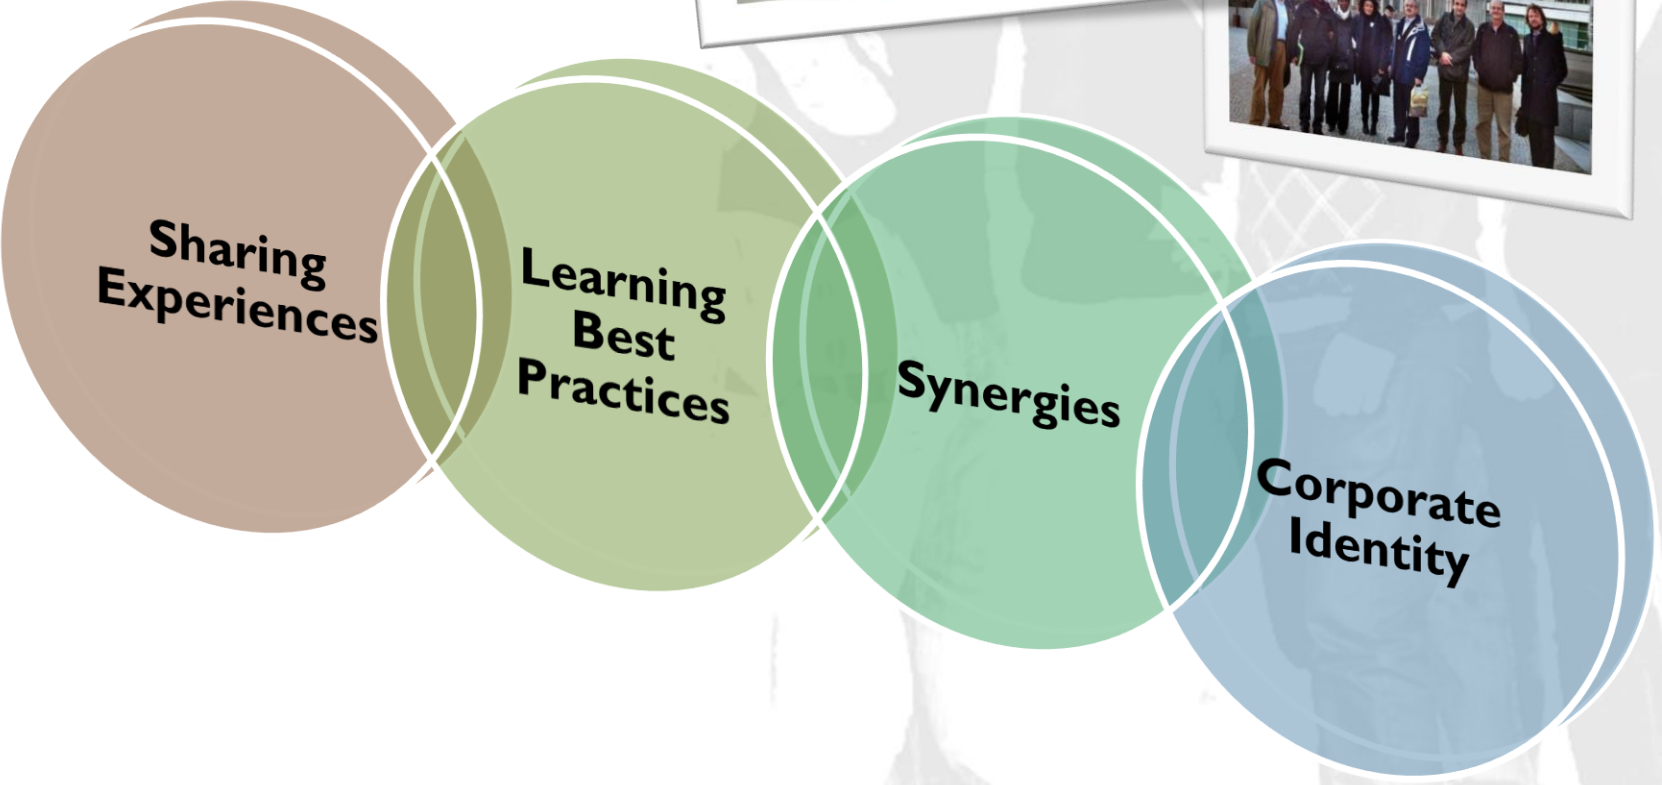 Sharing
Experiences
Learning
Best
Practices
Synergies
Corporate
Identity